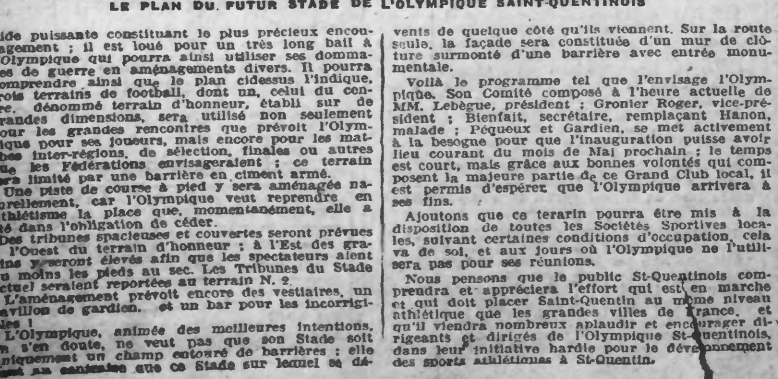 LE PLAN DU FUTUR STADE DE L'OLYMPIQUE SAINT-QUENTINOIS
ide puissante constituant le plus précieux encou-
agement ; il est loué pour un très long bail à
Olympique qui pourra ainsi utiliser ses domma-
es de guerre en aménagements divers. Il pourra
omprendre ainsi que le plan cidesus l'indique,
rois terrains de football, dont un, celui du cen-
re, dénommé terrain d'honneur, établi sur de
randes dimensions, sera utilisé non seulement
our les grandes rencontres que prévoit l'Olym-
ique pour ses joueurs, mais encore pour les mat-
hes inter-régions, de sélection, finales ou autres
ue les Fédérations envisageraient ; ce terrain
era limité par une barrière en ciment armé.
Une piste de course à pied y sera aménagée na-
urellement, car l'Olympique veut reprendre en
thlétisme la place que, momentanément, elle a
té dans l'obligation de céder.
Des tribunes spacieuses et couvertes seront prévues
l'Ouest du terrain d'honneur ; à l'Est des gra-
ins y seront élevés afin que les spectateurs aient
u moins les pieds au sec. Les Tribunes du Stade
ctuel seraient reportées au terrain N. 2.
L'aménagement prévoit encore des vestiaires, un
avillon de gardien. et un bar pour les incorrigi-
les !
L'Olympique, animée des meilleures intentions,
n s'en doute, ne veut pas que son Stade soit
niquement un champ entouré de barrières ; elle
que ce Stade sur lequel se dé-
vents de quelque côté qu'ils viennent. Sur la route
seule, la façade sera constituée d'un mur de clô-
ture surmonté d'une barrière avec entrée monu-
mentale.
Voilà le programme tel que l'envisage l'Olym-
pique. Son Comité composé à l'heure actuelle de
MM. Lebègue, président ; Gronier Roger, vice-pré-
sident ; Bienfait, secrétaire, remplaçant Hanon,
malade ; Péqueux et Gardien, se met activement
à la besogne pour que l'inauguration puisse avoir
lieu courant du mois de Mai prochain ; le temps
est court, mais grâce aux bonnes volontés qui com-
posent la majeure partie de ce Grand Club local, il
est permis d'espérer que l'Olympique arrivera à
ses fins.
Ajoutons que ce terarin pourra être mis à la
disposition de toutes les Sociétés Sportives loca-
les, suivant certaines conditions d'occupation, cela
va de soi, et aux jours où l'Olympique ne l'utili-
sera pas pour ses réunions.
Nous pensons que le public St-Quentinois com-
prendra et appréciera l'effort qui est en marche
et qui doit placer Saint-Quentin au même niveau
athlétique que les grandes villes de France, et
qu'il viendra nombreux aplaudir et encourager di-
rigeants et dirigés de l'Olympique St-Quentinois,
dans leur initiative hardie pour le développement
des sports athlétiques à St-Quentin.